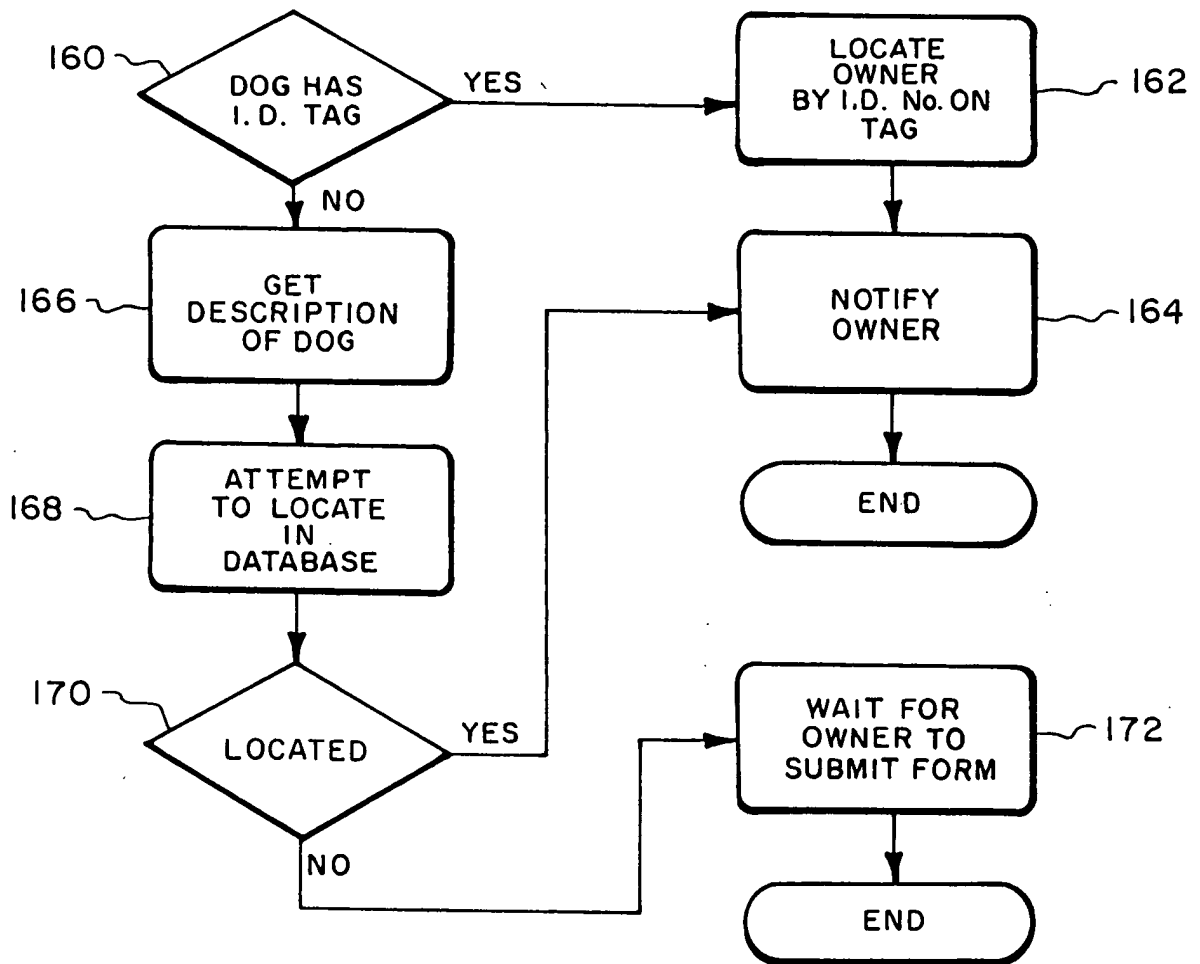 160
DOG HAS
I. D. TAG
YES
LOCATE
OWNER
BY I.D. No. ON
TAG
162
NO
166
GET
DESCRIPTION
OF DOG
NOTIFY
OWNER
164
168
ATTEMPT
TO LOCATE
IN
DATABASE
END
170
LOCATED
YES
WAIT FOR
OWNER TO
SUBMIT FORM
172
NO
END